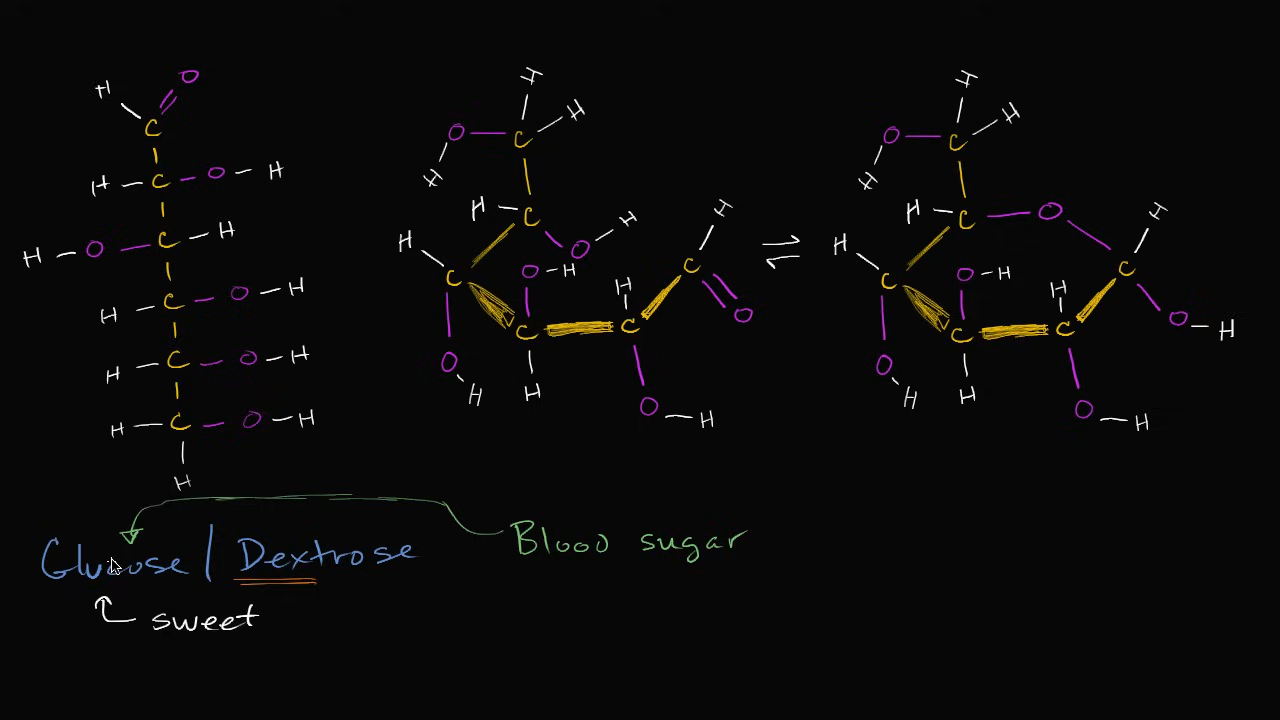 H O
C
H C O H
H O C H
H C O H
H C O H
H C O H
H
H H
O C
H
H C
H O H
H C O H
H C O
H
C C
H
O H
H
O H
H H
O C
H
H C O
H H
H C O H C
H
C C O H
H
O H
H
O H
Blood sugar
Glucose / Dextrose
sweet